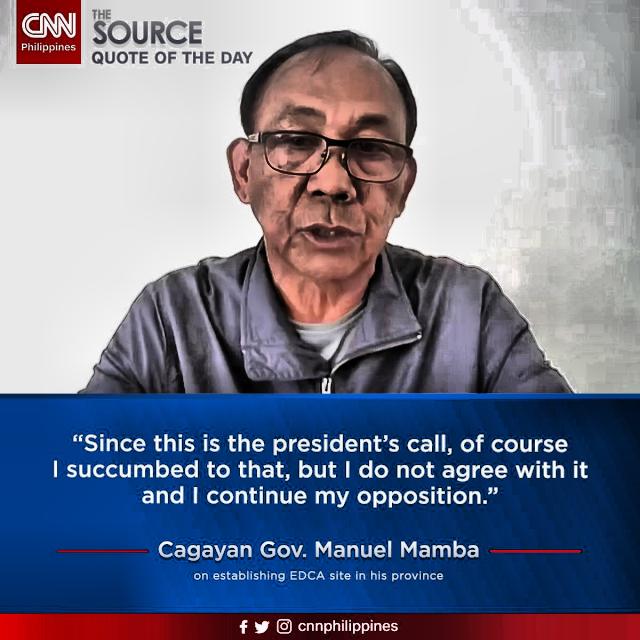 CNN
Philippines
THE
SOURCE
QUOTE OF THE DAY
“Since this is the president’s call, of course
I succumbed to that, but I do not agree with it
and I continue my opposition.”
Cagayan Gov. Manuel Mamba
on establishing EDCA site in his province
cnnphilippines